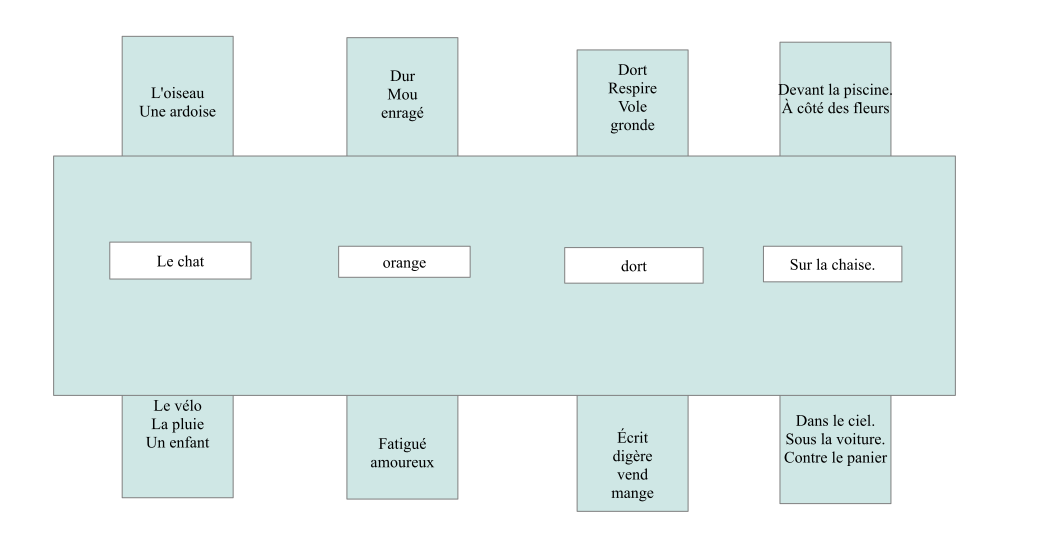 L'oiseau
Une ardoise
Dur
Mou
enragé
Dort
Respire
Vole
gronde
Devant la piscine.
À côté des fleurs
Le chat
orange
dort
Sur la chaise.
Le vélo
La pluie
Un enfant
Fatigué
amoureux
Écrit
digère
vend
mange
Dans le ciel.
Sous la voiture.
Contre le panier